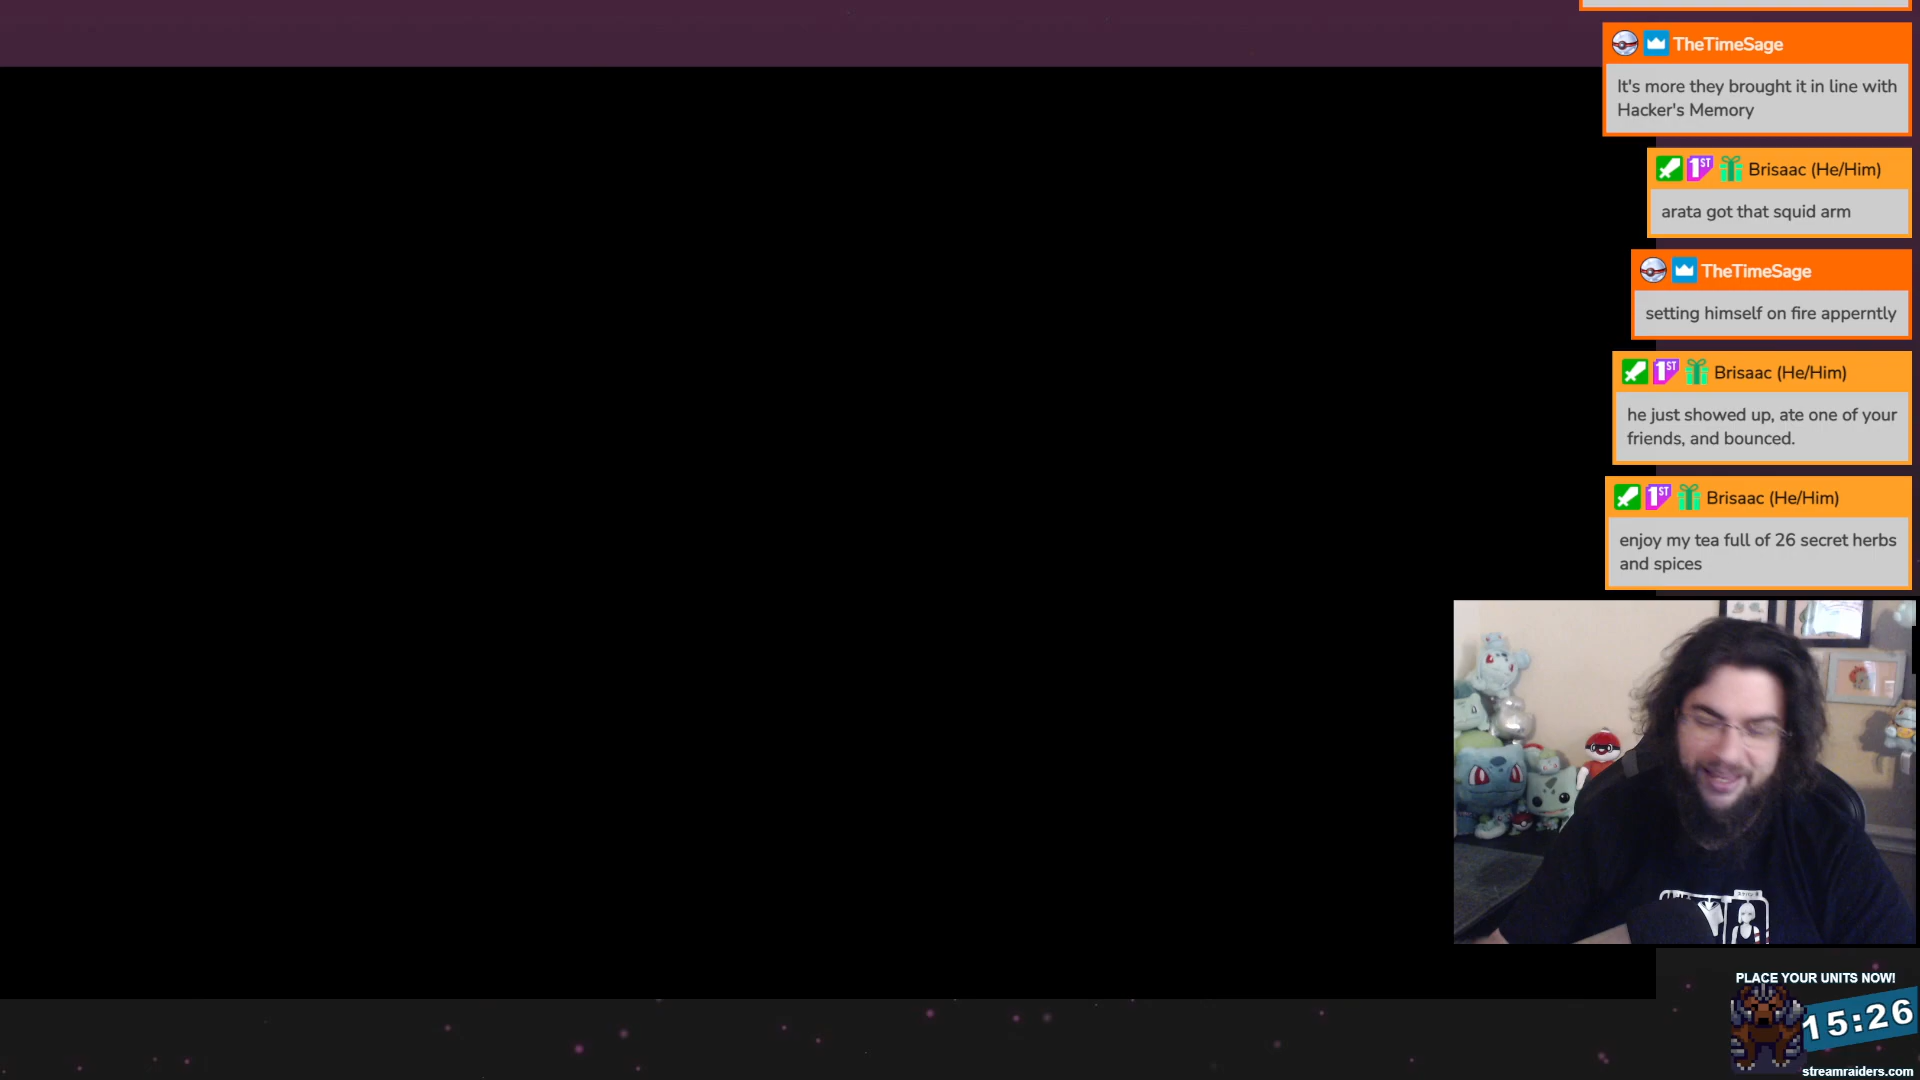 TheTimeSage
It's more they brought it in line with
Hacker's Memory
1ST Brisaac (He/Him)
arata got that squid arm
TheTimeSage
setting himself on fire apperntly
1ST Brisaac (He/Him)
he just showed up, ate one of your
friends, and bounced.
1ST Brisaac (He/Him)
enjoy my tea full of 26 secret herbs
and spices
PLACE YOUR UNITS NOW!
15:26
streamraiders.com